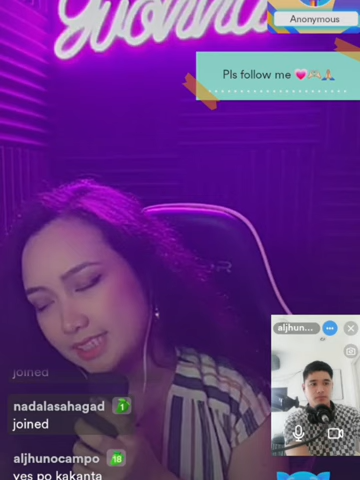 Anonymous
Pls follow me 💗🎮🙏🏼
aljhun...
joined
nadalasahagad 1
joined
aljhunocampo 18
yes po kakanta